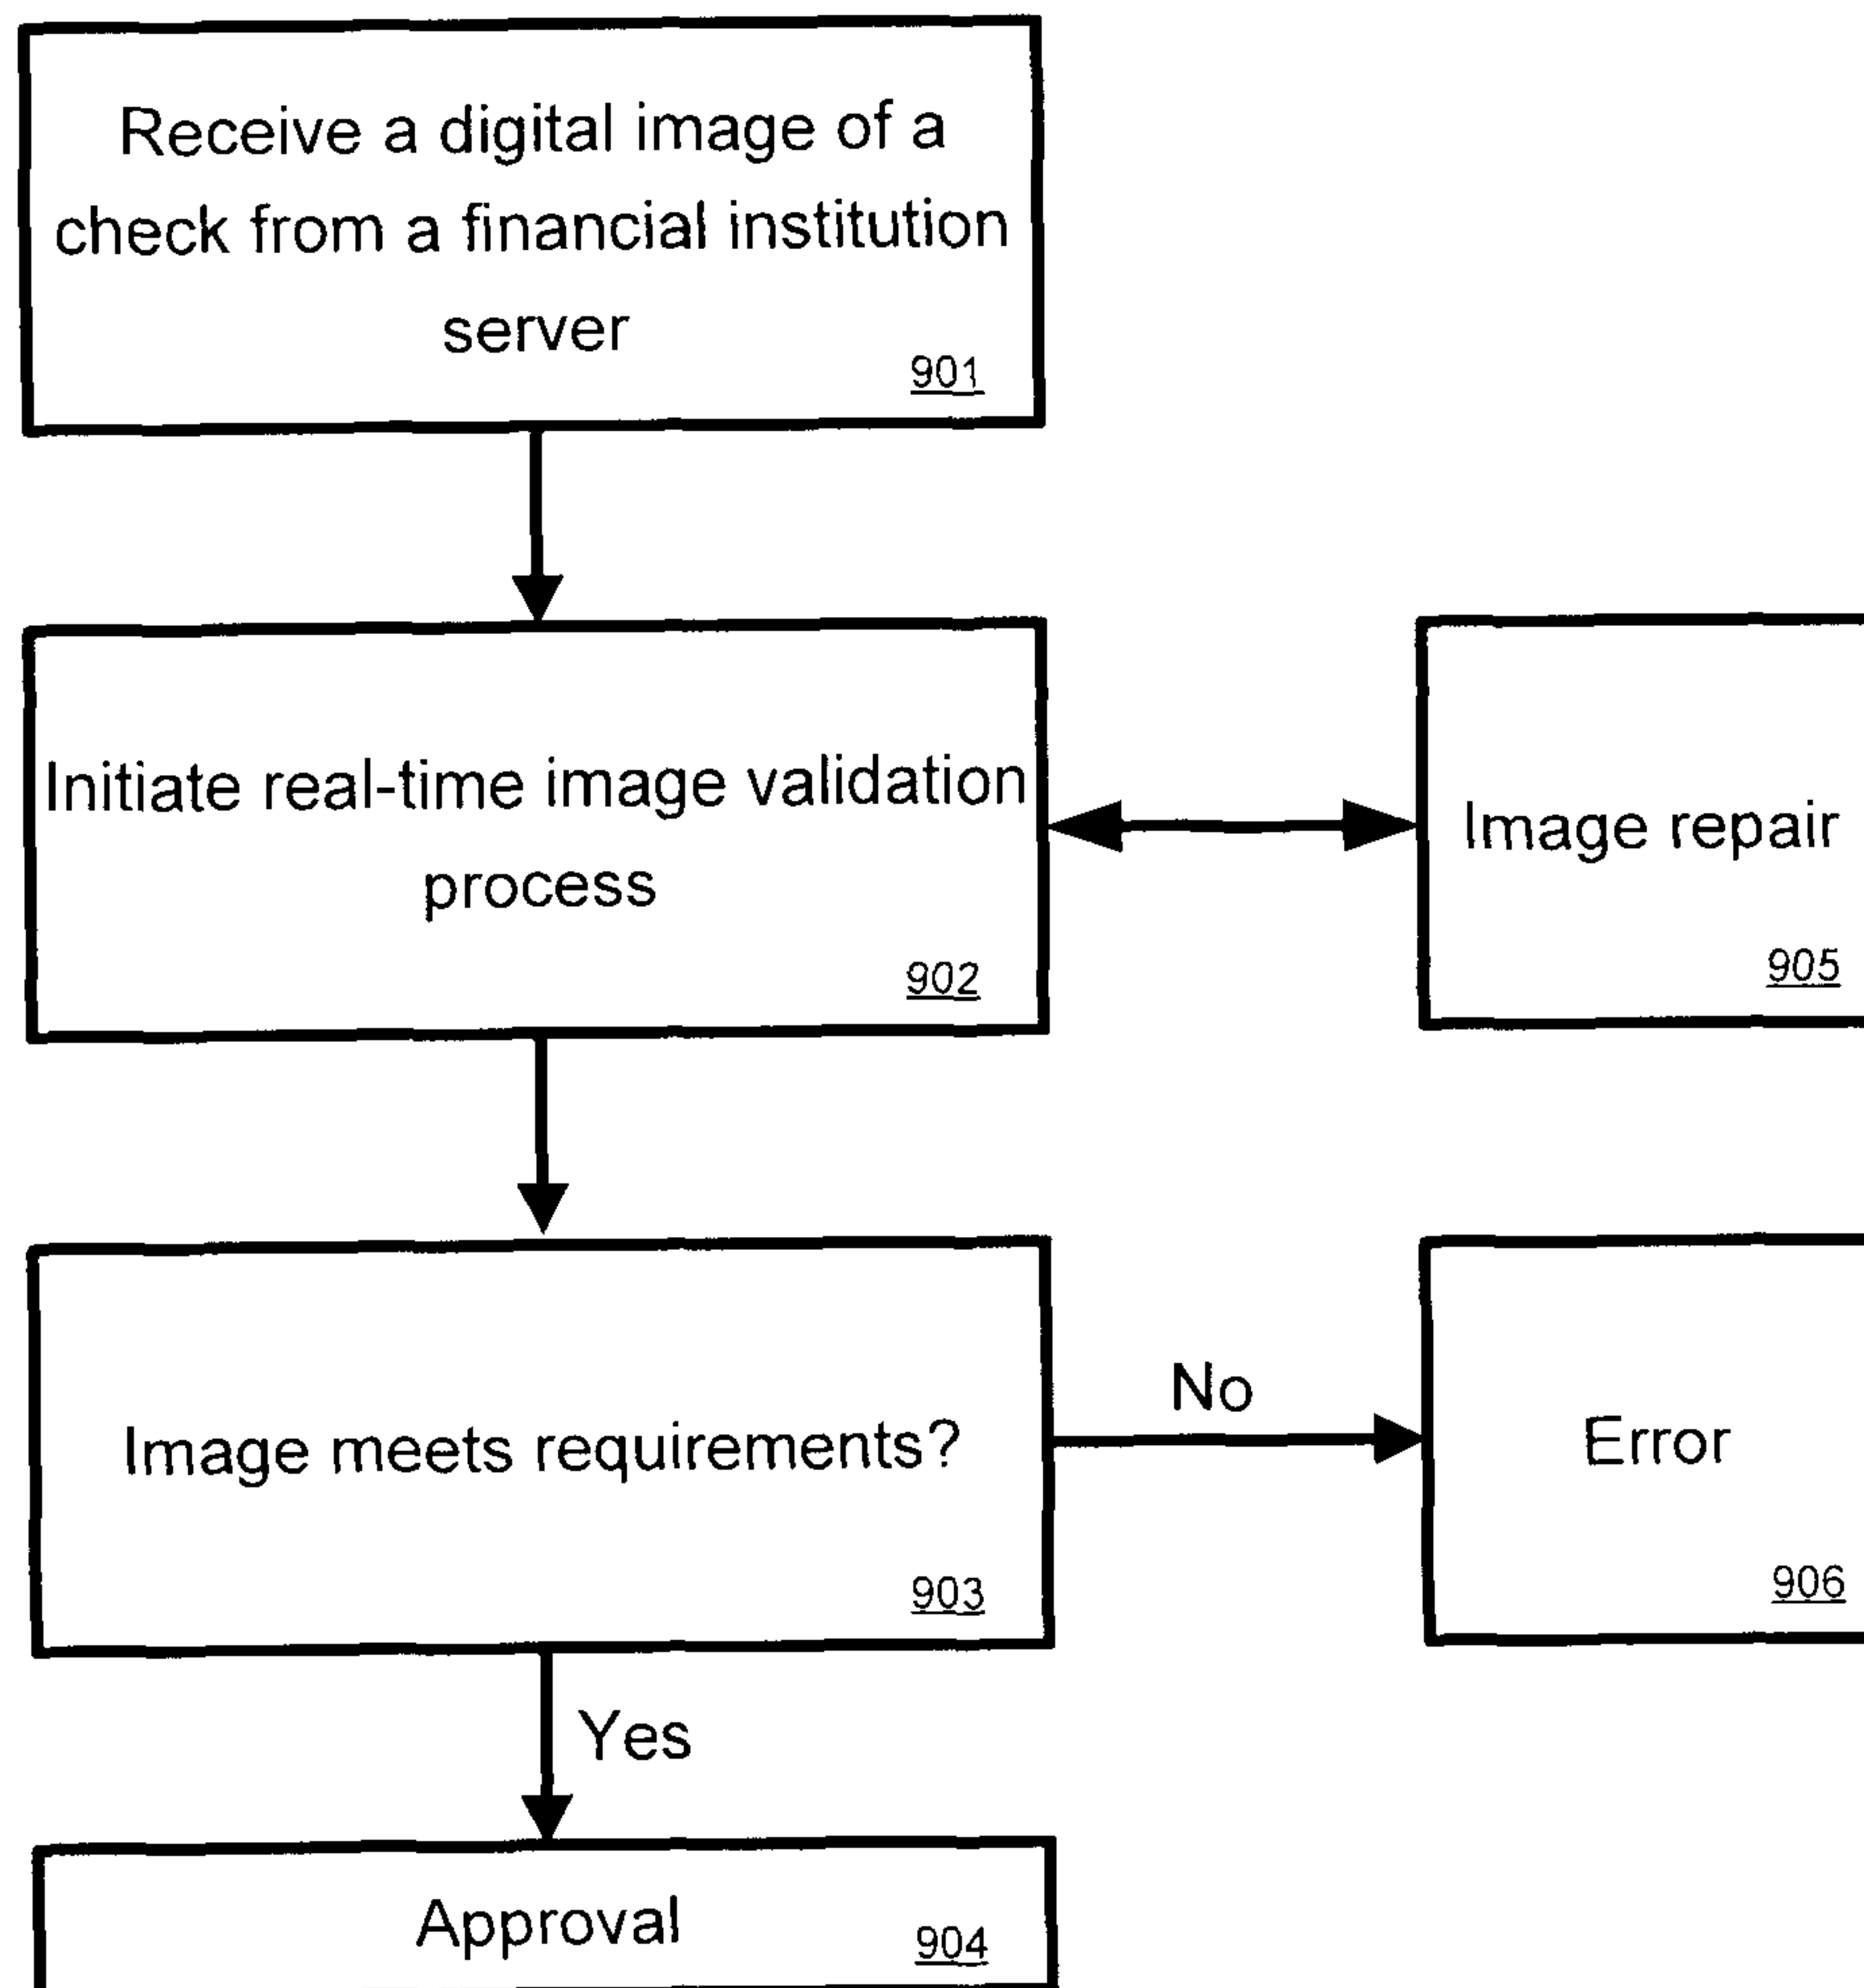 Receive a digital image of a
check from a financial institution
server
901
Initiate real-time image validation
process
902
Image repair
905
Image meets requirements?
903
No
Error
906
Yes
Approval
904